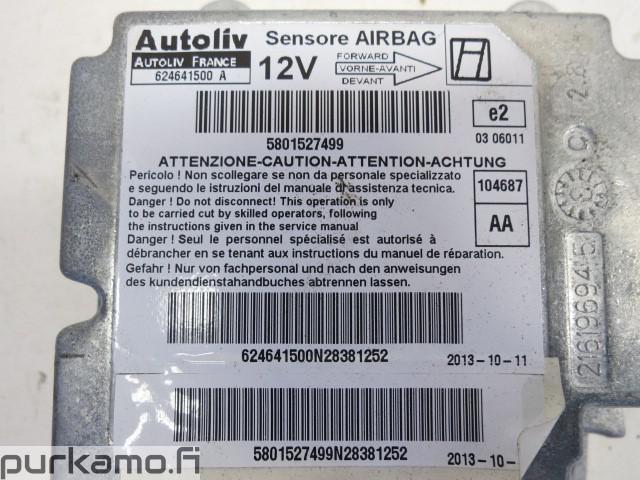 Autoliv
AUTOLIV FRANCE
624641500 A
Sensore AIRBAG
12V
FORWARD
VORNE-AVANTI
DEVANT
e2
03 06011
5801527499
ATTENZIONE-CAUTION-ATTENTION-ACHTUNG
Pericolo ! Non scollegare se non da personale specializzato
e seguendo le istruzioni del manuale di assistenza tecnica.
Danger ! Do not disconnect! This operation is only
to be carried cut by skilled operators, following
the instructions given in the service manual
Danger ! Seul le personnel spécialisé est autorisé à
débrancher en se tenant aux instructions du manuel de réparation.
Gefahr ! Nur von fachpersonal und nach den anweisungen
des kundendiensthandbuches abtrennen lassen.
104687
AA
624641500N28381252
2013-10-11
5801527499N28381252
2013-10-
216196945
purkamo.fi